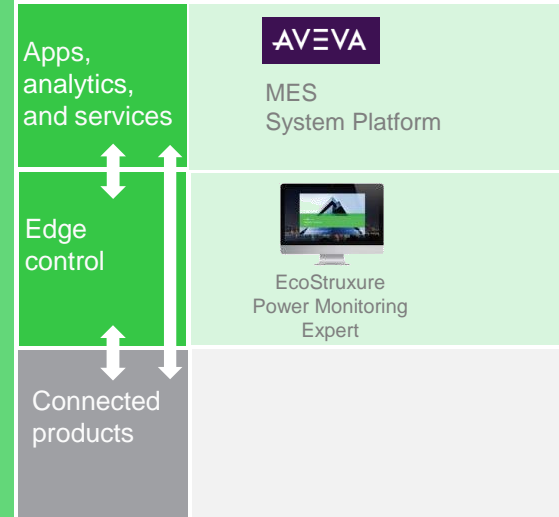 Apps,
analytics,
and services
AVEVA
MES
System Platform
Edge
control
EcoStruxure
Power Monitoring
Expert
Connected
products